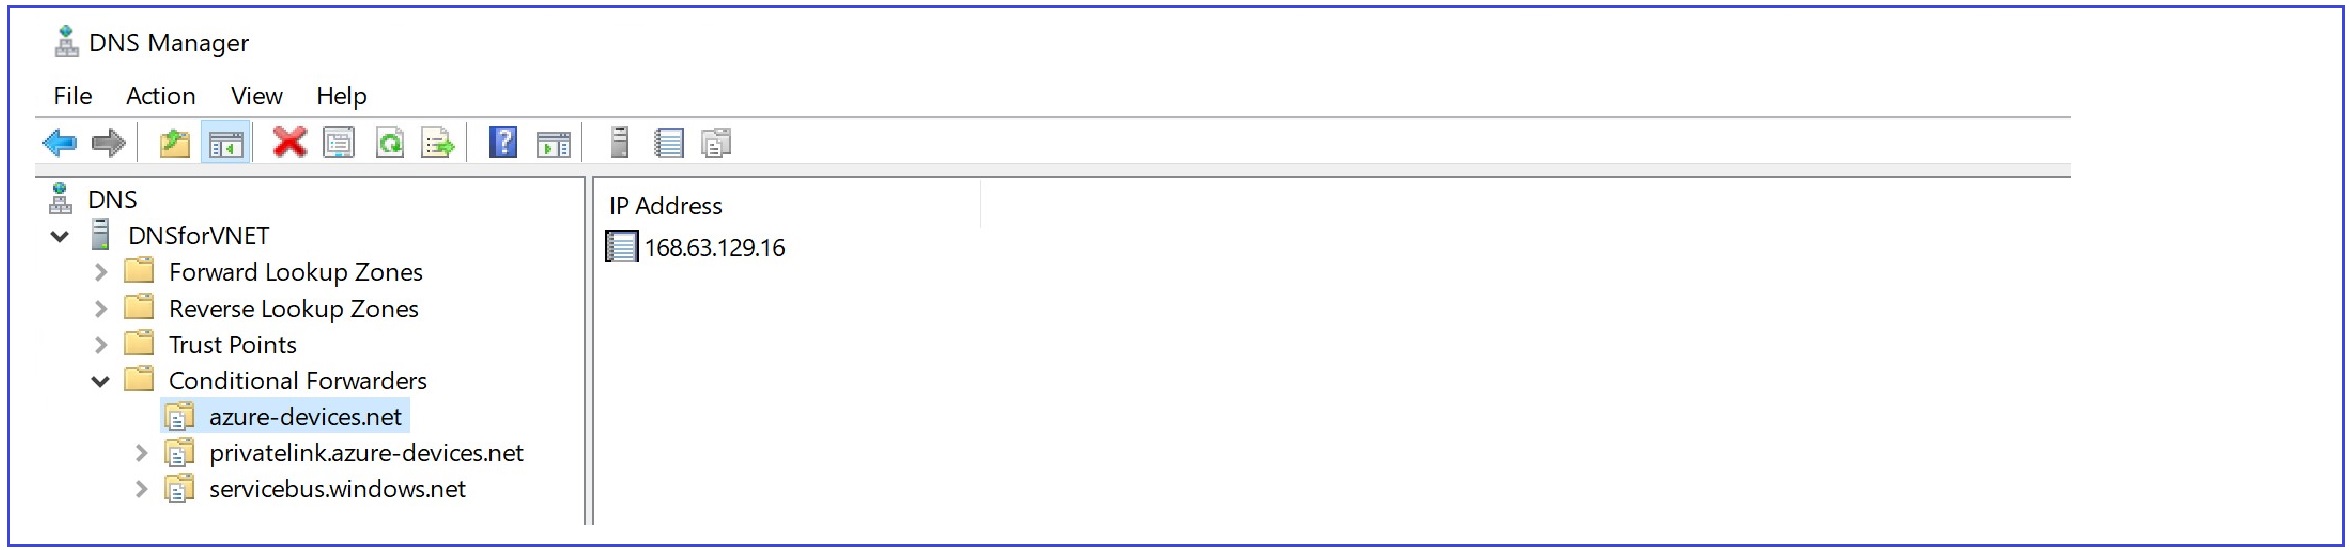 DNS Manager
File Action View Help
DNS
DNSforVNET
Forward Lookup Zones
Reverse Lookup Zones
Trust Points
Conditional Forwarders
azure-devices.net
privatelink.azure-devices.net
servicebus.windows.net
IP Address
168.63.129.16